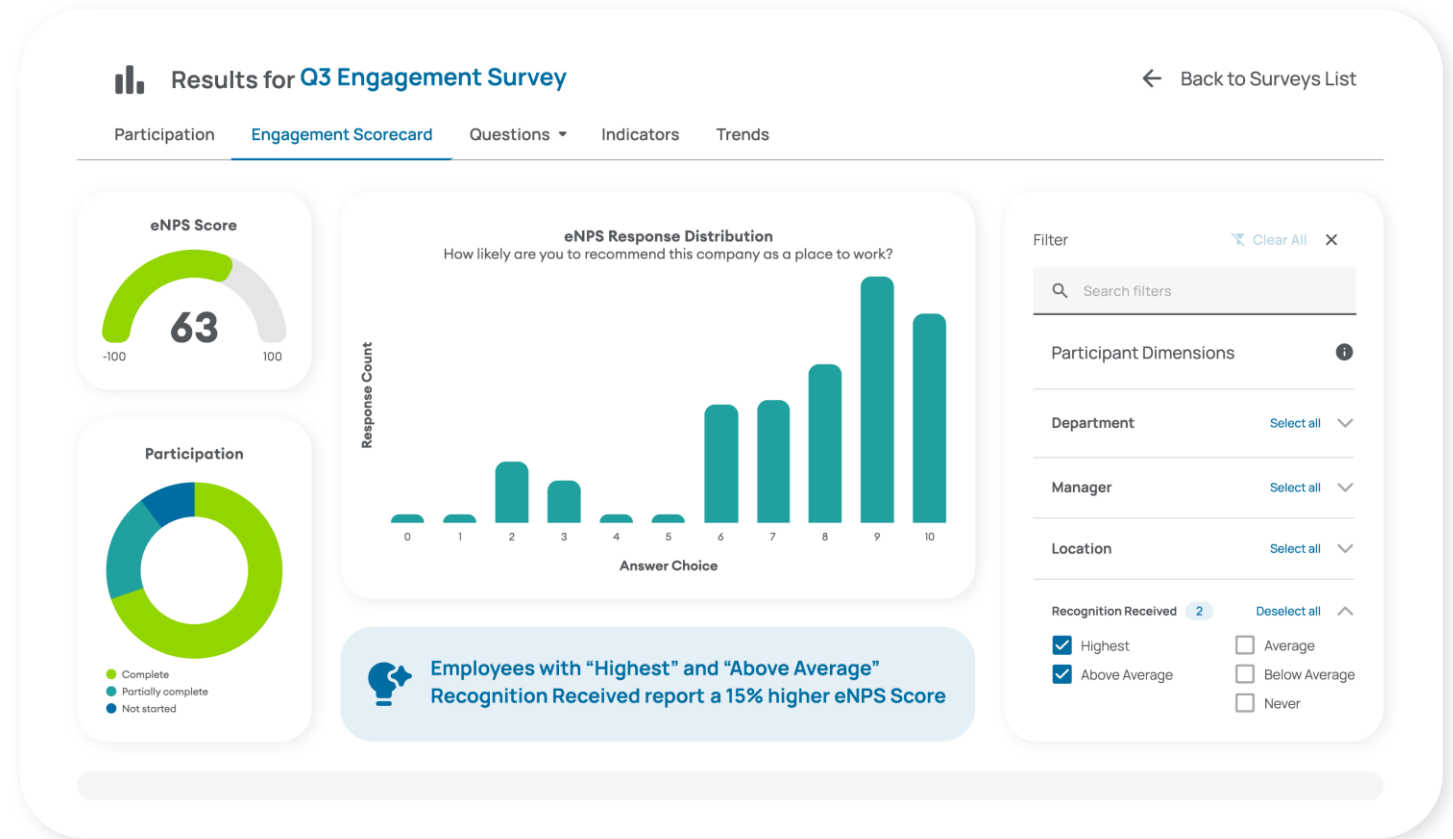 Results for Q3 Engagement Survey
Back to Surveys List
Participation
Engagement Scorecard
Questions
Indicators
Trends
eNPS Score
63
-100
100
Participation
Complete
Partially complete
Not started
eNPS Response Distribution
How likely are you to recommend this company as a place to work?
Response Count
0
1
2
3
4
5
6
7
8
9
10
Answer Choice
Employees with “Highest” and “Above Average”
Recognition Received report a 15% higher eNPS Score
Filter
Clear All
Search filters
Participant Dimensions
Department
Select all
Manager
Select all
Location
Select all
Recognition Received
2
Deselect all
Highest
Average
Above Average
Below Average
Never